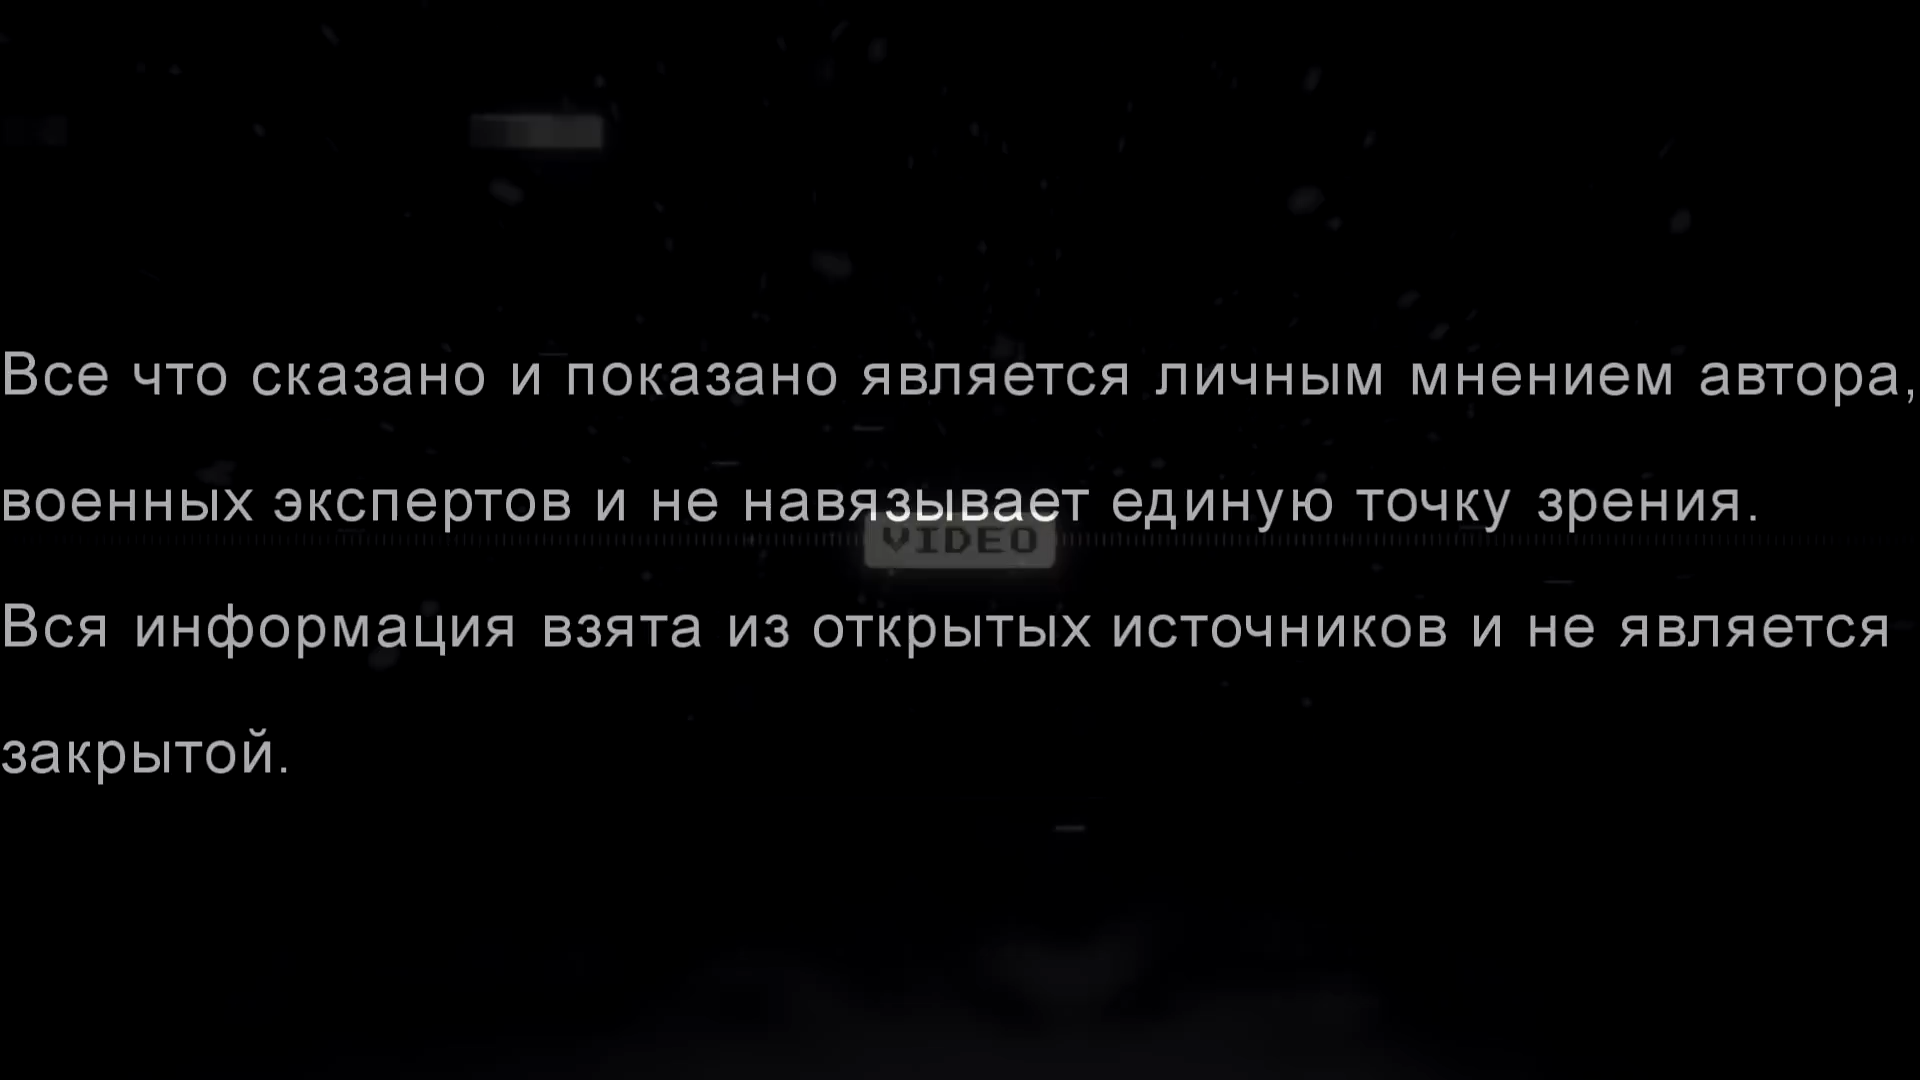 Все что сказано и показано является личным мнением автора,
военных экспертов и не навязывает единую точку зрения.
VIDEO
Вся информация взята из открытых источников и не является
закрытой.